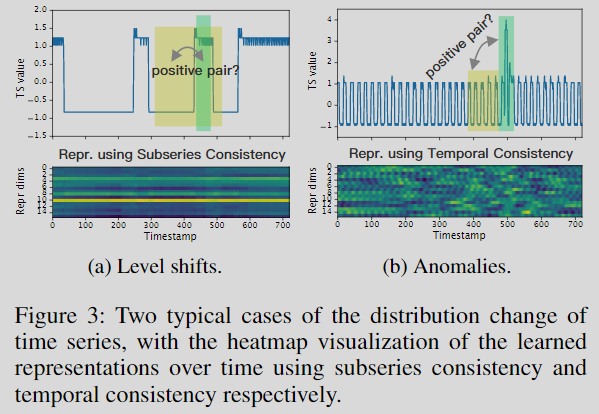 2.0
1.5
1.0
0.5
0.0
−0.5
−1.0
−1.5
TS value
positive pair?
Repr. using Subseries Consistency
0
2
4
6
8
10
12
14
Repr dims
0 100 200 300 400 500 600 700
Timestamp
(a) Level shifts.
4
3
2
1
0
−1
TS value
positive pair?
Repr. using Temporal Consistency
0
2
4
6
8
10
12
14
Repr dims
0 100 200 300 400 500 600 700
Timestamp
(b) Anomalies.
Figure 3: Two typical cases of the distribution change of
time series, with the heatmap visualization of the learned
representations over time using subseries consistency and
temporal consistency respectively.